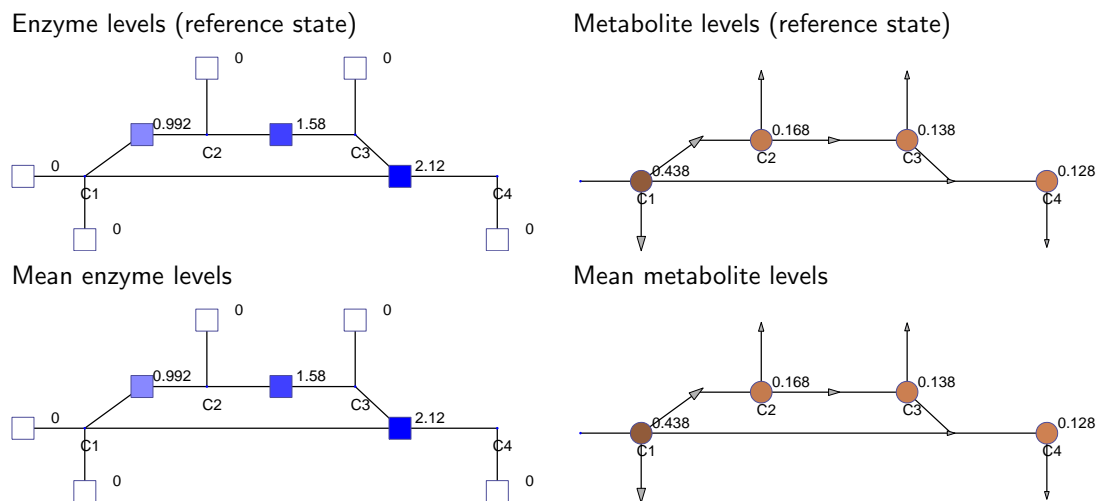 Enzyme levels (reference state)
0
0
0.992
1.58
C2
C3
0
2.12
C1
C4
0
0
Metabolite levels (reference state)
0.168
0.138
C2
C3
0.438
0.128
C1
C4
Mean enzyme levels
0
0
0.992
1.58
C2
C3
0
2.12
C1
C4
0
0
Mean metabolite levels
0.168
0.138
C2
C3
0.438
0.128
C1
C4